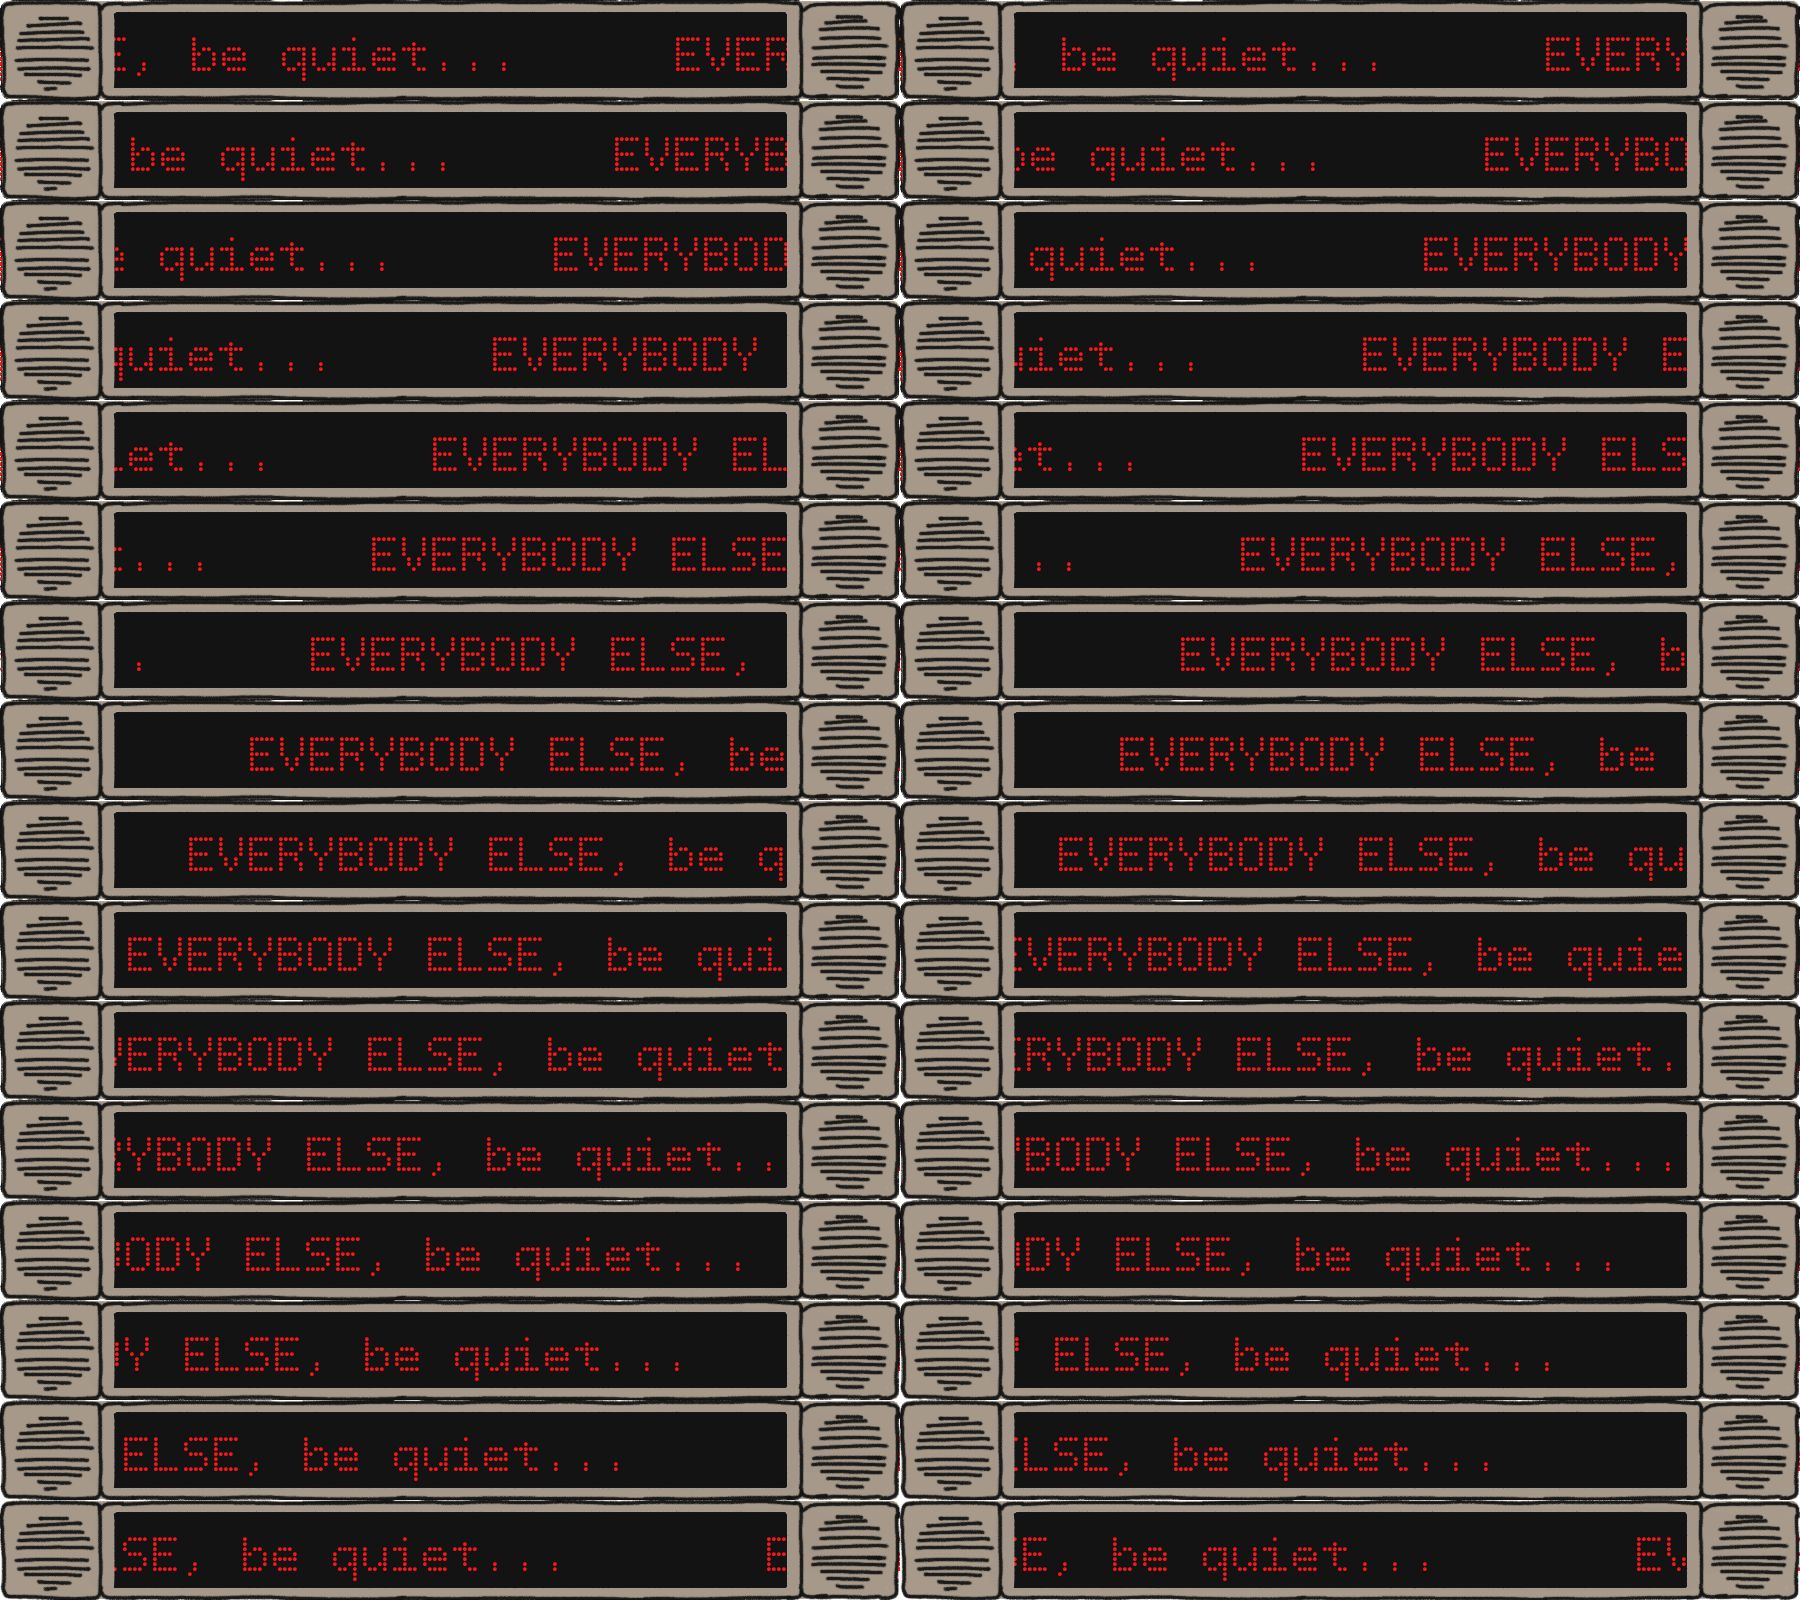 , be quiet... EVER
be quiet... EVERY
be quiet... EVERYB
be quiet... EVERYBO
quiet... EVERYBOD
quiet... EVERYBODY
quiet... EVERYBODY
iet... EVERYBODY E
et... EVERYBODY EL
t... EVERYBODY ELS
... EVERYBODY ELSE
.. EVERYBODY ELSE,
. EVERYBODY ELSE,
EVERYBODY ELSE, b
EVERYBODY ELSE, be
EVERYBODY ELSE, be
EVERYBODY ELSE, be q
EVERYBODY ELSE, be qu
EVERYBODY ELSE, be qui
EVERYBODY ELSE, be quie
VERYBODY ELSE, be quiet
RYBODY ELSE, be quiet.
YBODY ELSE, be quiet..
BODY ELSE, be quiet...
ODY ELSE, be quiet...
DY ELSE, be quiet...
Y ELSE, be quiet...
ELSE, be quiet...
ELSE, be quiet...
LSE, be quiet...
SE, be quiet... E
E, be quiet... EV